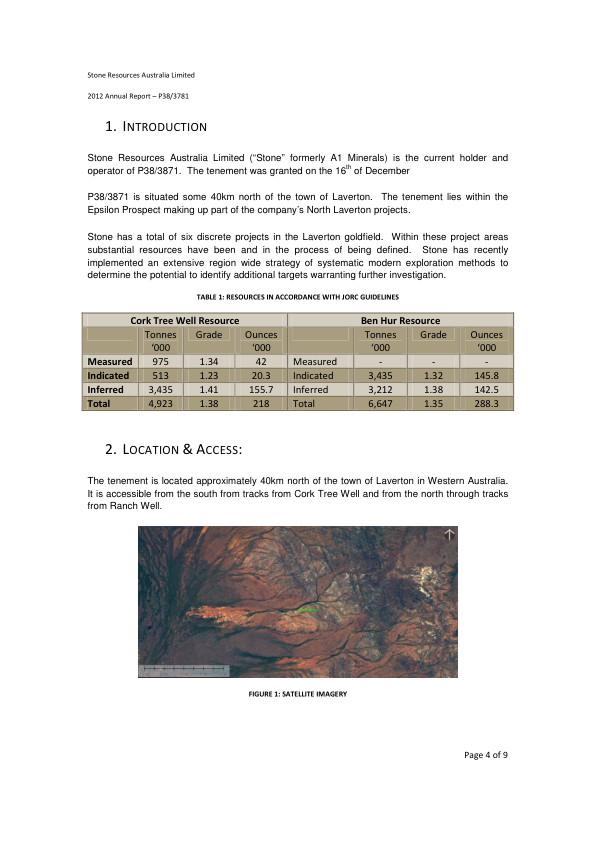 Stone Resources Australia Limited
2012 Annual Report – P38/3781
1. INTRODUCTION
Stone Resources Australia Limited (“Stone” formerly A1 Minerals) is the current holder and
operator of P38/3871. The tenement was granted on the 16th of December
P38/3871 is situated some 40km north of the town of Laverton. The tenement lies within the
Epsilon Prospect making up part of the company’s North Laverton projects.
Stone has a total of six discrete projects in the Laverton goldfield. Within these project areas
substantial resources have been and in the process of being defined. Stone has recently
implemented an extensive region wide strategy of systematic modern exploration methods to
determine the potential to identify additional targets warranting further investigation.
TABLE 1: RESOURCES IN ACCORDANCE WITH JORC GUIDELINES
Cork Tree Well Resource Ben Hur Resource
Tonnes Grade Ounces Tonnes Grade Ounces
‘000 ‘000 ‘000 ‘000
Measured 975 1.34 42 Measured - - -
Indicated 513 1.23 20.3 Indicated 3,435 1.32 145.8
Inferred 3,435 1.41 155.7 Inferred 3,212 1.38 142.5
Total 4,923 1.38 218 Total 6,647 1.35 288.3
2. LOCATION & ACCESS:
The tenement is located approximately 40km north of the town of Laverton in Western Australia.
It is accessible from the south from tracks from Cork Tree Well and from the north through tracks
from Ranch Well.
FIGURE 1: SATELLITE IMAGERY
Page 4 of 9